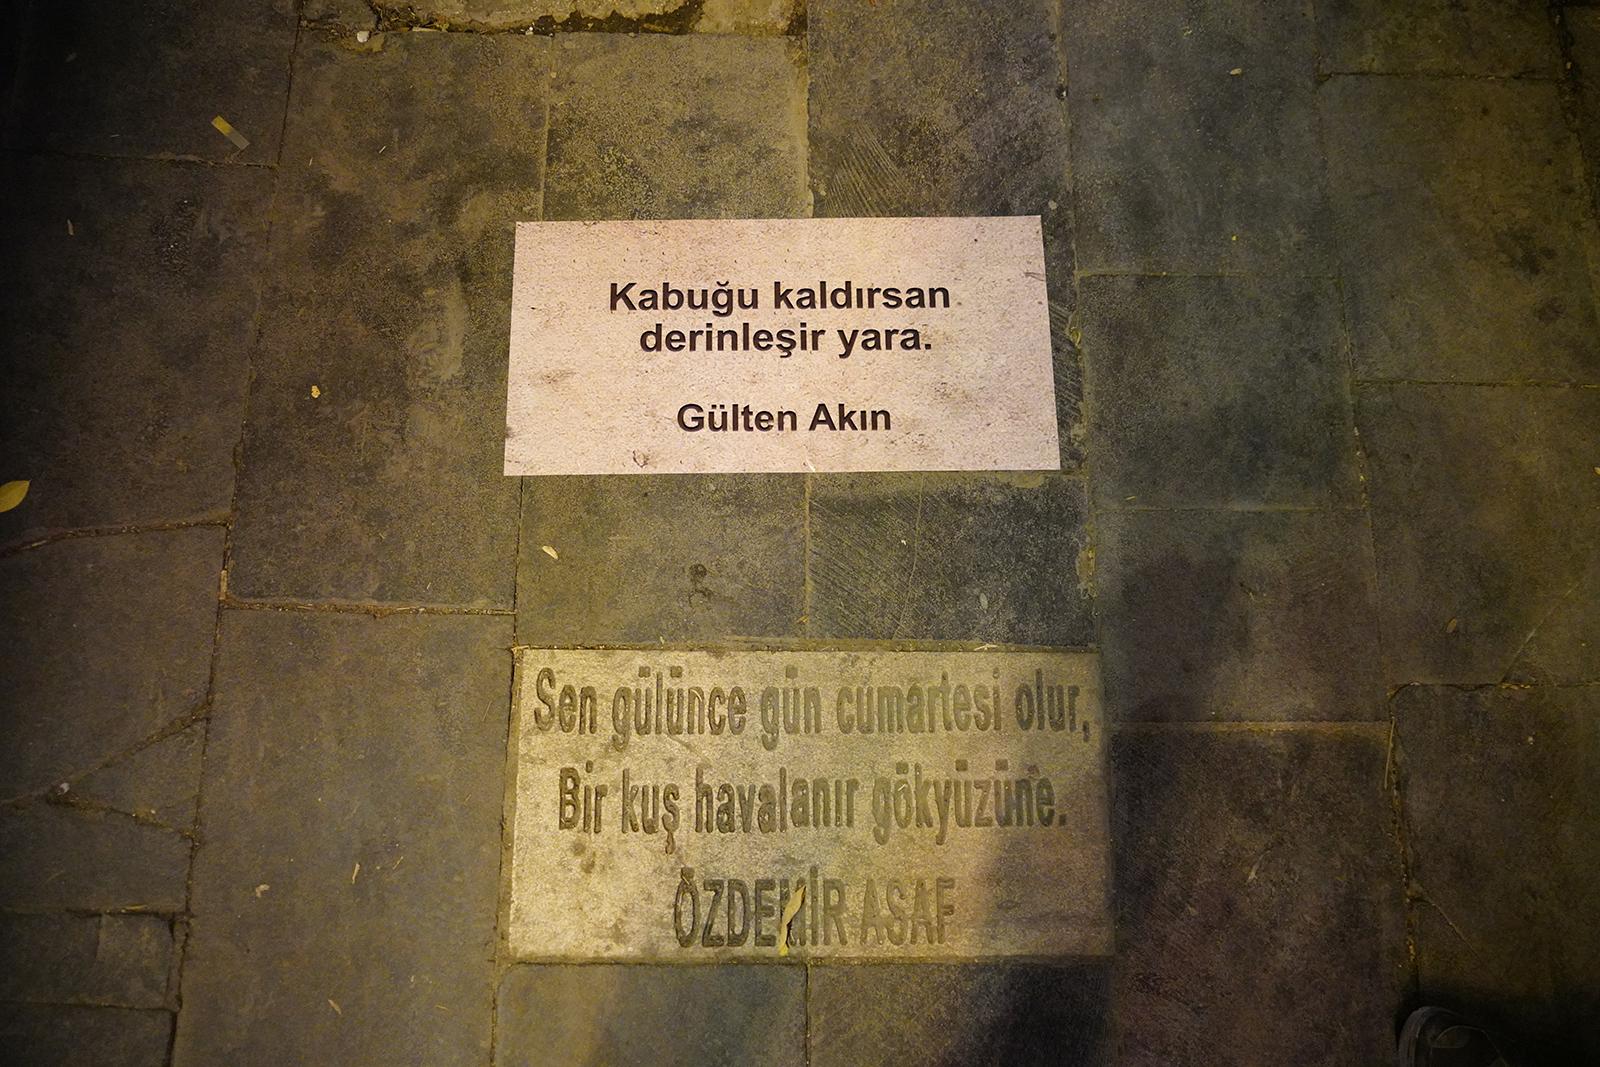 Kabuğu kaldırsan
derinleşir yara.
Gülten Akın
Sen gülünce gün cumartesi olur,
Bir kuş havalanır gökyüzüne.
ÖZDEMİR ASAF